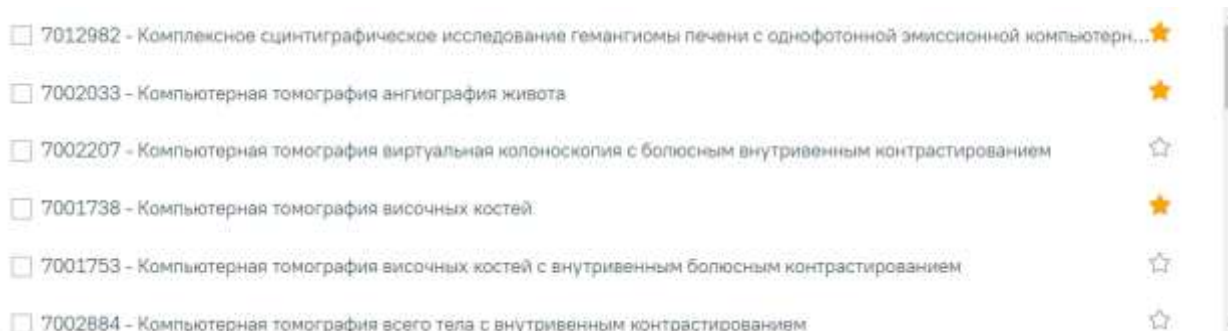 7012982 - Комплексное сцинтиграфическое исследование гемангиомы печени с однофотонной эмиссионной компьютерн...
7002033 - Компьютерная томография ангиография живота
7002207 - Компьютерная томография виртуальная колоноскопия с болюсным внутривенным контрастированием
7001738 - Компьютерная томография височных костей
7001753 - Компьютерная томография височных костей с внутривенным болюсным контрастированием
7002884 - Компьютерная томография всего тела с внутривенным контрастированием